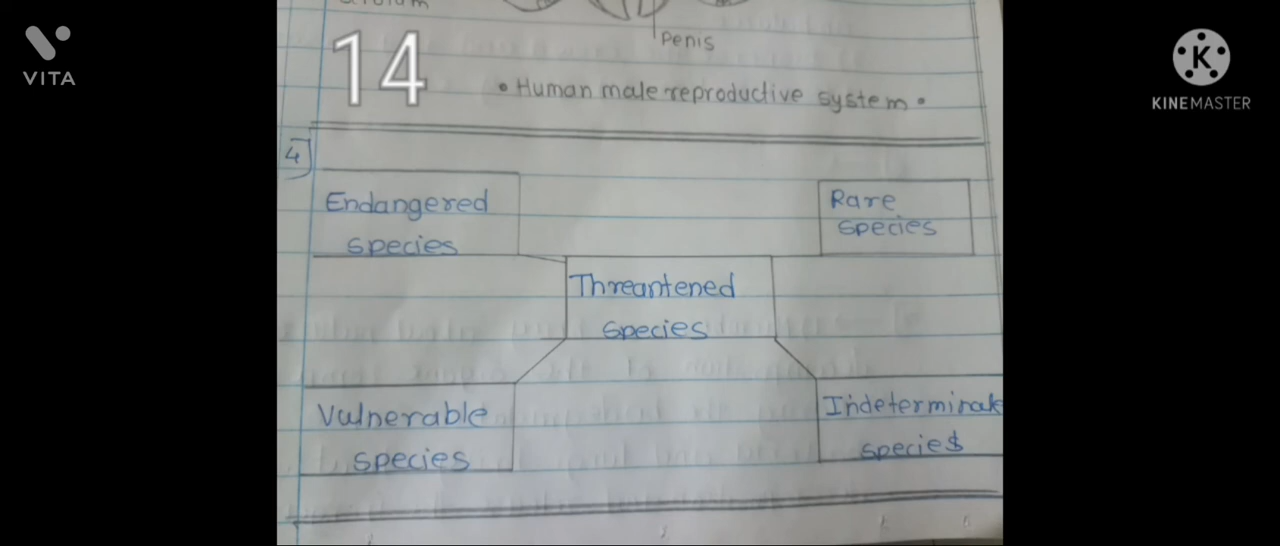 VITA
14
Penis
• Human male reproductive system •
KINEMASTER
4
Endangered
species
Rare
species
Threantened
species
Vulnerable
species
Indeterminate
species